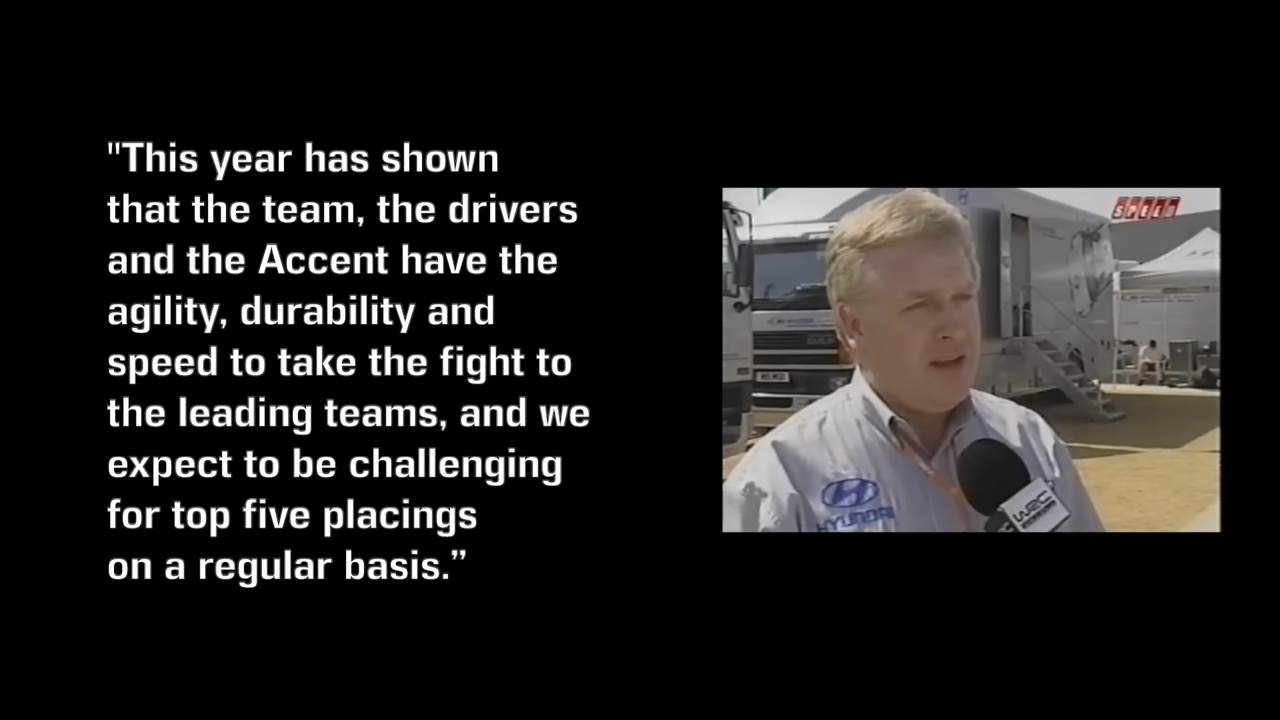 "This year has shown
that the team, the drivers
and the Accent have the
agility, durability and
speed to take the fight to
the leading teams, and we
expect to be challenging
for top five placings
on a regular basis.”
SPEED
HYUNDAI
WRC